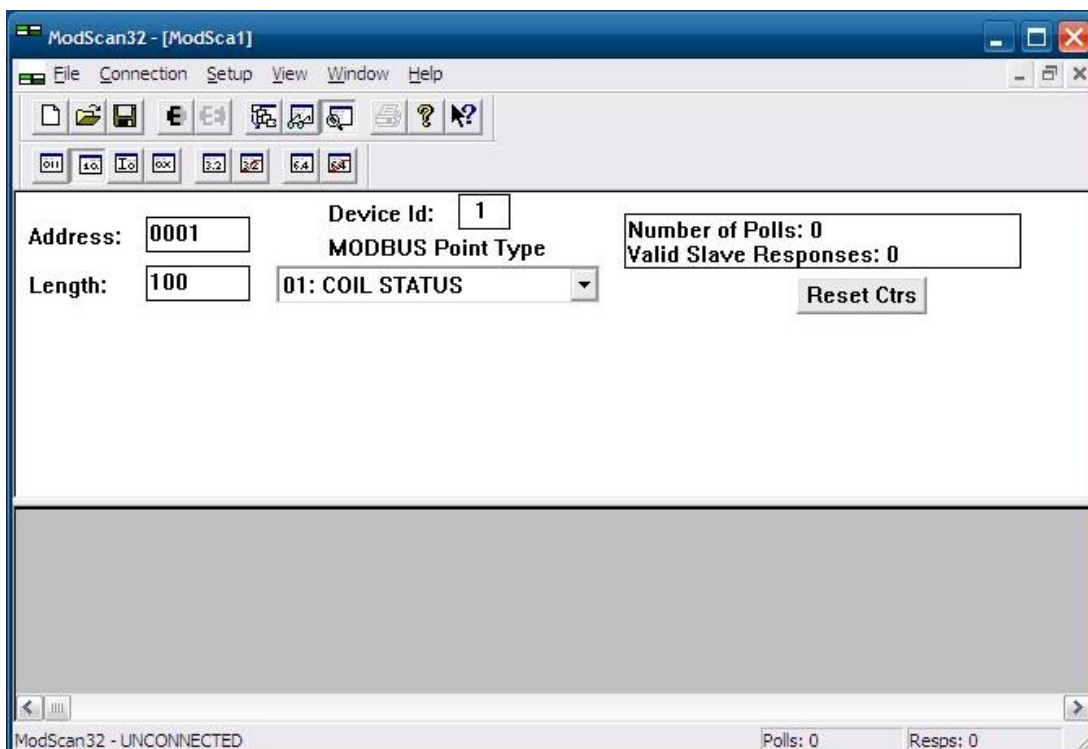 ModScan32 - [ModSca1]
File Connection Setup View Window Help
Address: 0001
Device Id: 1
MODBUS Point Type
Length: 100
01: COIL STATUS
Number of Polls: 0
Valid Slave Responses: 0
Reset Ctrs
ModScan32 - UNCONNECTED
Polls: 0
Resps: 0